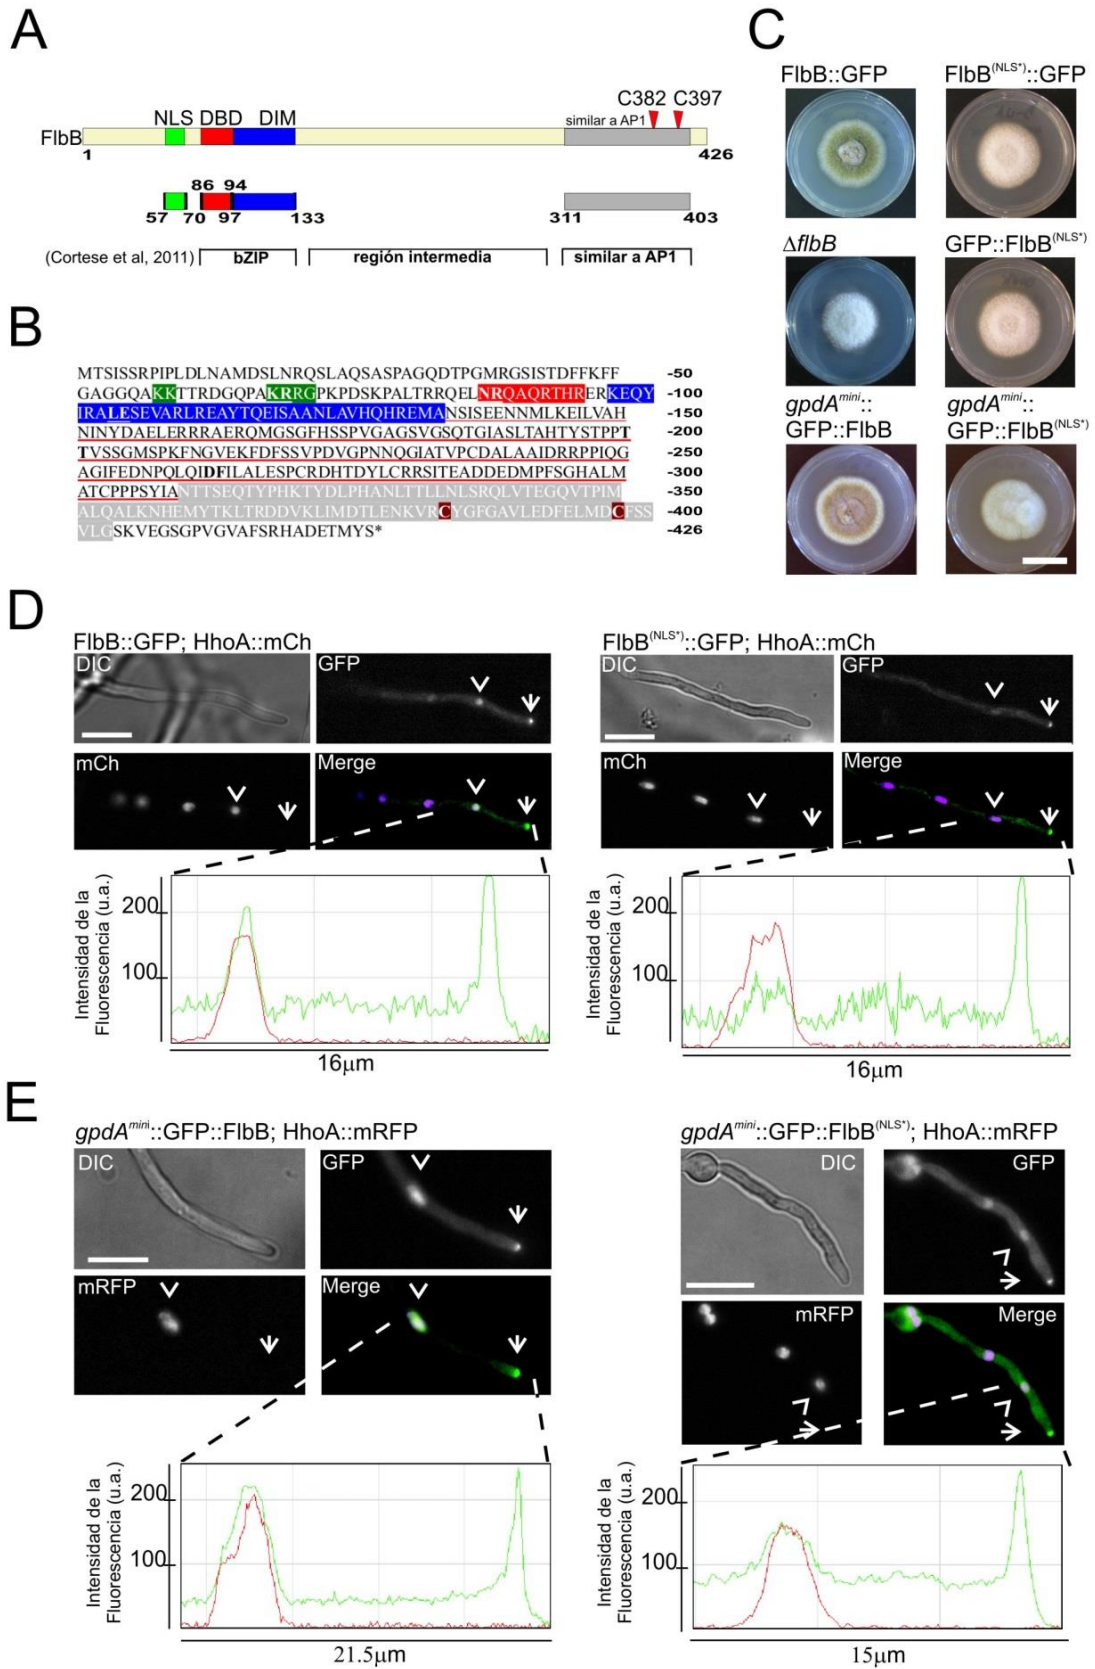 A
C382 C397
NLS DBD DIM
similar a AP1
FlbB
1
426
86 94
57 70 97 133
311 403
(Cortese et al, 2011) bZIP región intermedia similar a AP1
B
MTSISSRPIPLDLNAMDSLNRQSLAQSASPAGQDTPGMRGSISTDFFKFF -50
GAGGQAKKTTRDGQPAKRRGPKPDSKPALTRRQELNRQAQRTHRERKEQY -100
IRALESEVARLREAYTQEISAANLAVHQHREMANSISEENNMLKEILVAH -150
NINYDAELERRRAERQMGSGFHSSPVGAGSVGSQTGIASLTAHTYSTPPT -200
TVSSGMSPKFNGVEKFDFSSVPDVGPNNQGIATVPCDALAAIDRRPPIQG -250
AGIFEDNPQLQIDFILALESPCRDHTDYLCRRSITEADDEDMPFSGHALM -300
ATCPPPSYIANTTSEQTYPHKTYDLPHANLTTLLNLSRQLVTEGQVTPIM -350
ALQALKNHEMYTKLTRDDVKLIMDTLENKVRCYGFGAVLEDFELMDCFSS -400
VLGSKVEGSGPVGVAFSRHADETMYS* -426
C
FlbB::GFP FlbB(NLS*)::GFP
ΔflbB GFP::FlbB(NLS*)
gpdAmini:: gpdAmini::
GFP::FlbB GFP::FlbB(NLS*)
D
FlbB::GFP; HhoA::mCh
DIC GFP
mCh Merge
Intensidad de la
Fluorescencia (u.a.)
200
100
16μm
FlbB(NLS*)::GFP; HhoA::mCh
DIC GFP
mCh Merge
Intensidad de la
Fluorescencia (u.a.)
200
100
16μm
E
gpdAmini::GFP::FlbB; HhoA::mRFP
DIC GFP
mRFP Merge
Intensidad de la
Fluorescencia (u.a.)
200
100
21.5μm
gpdAmini::GFP::FlbB(NLS*); HhoA::mRFP
DIC GFP
mRFP Merge
Intensidad de la
Fluorescencia (u.a.)
200
100
15μm